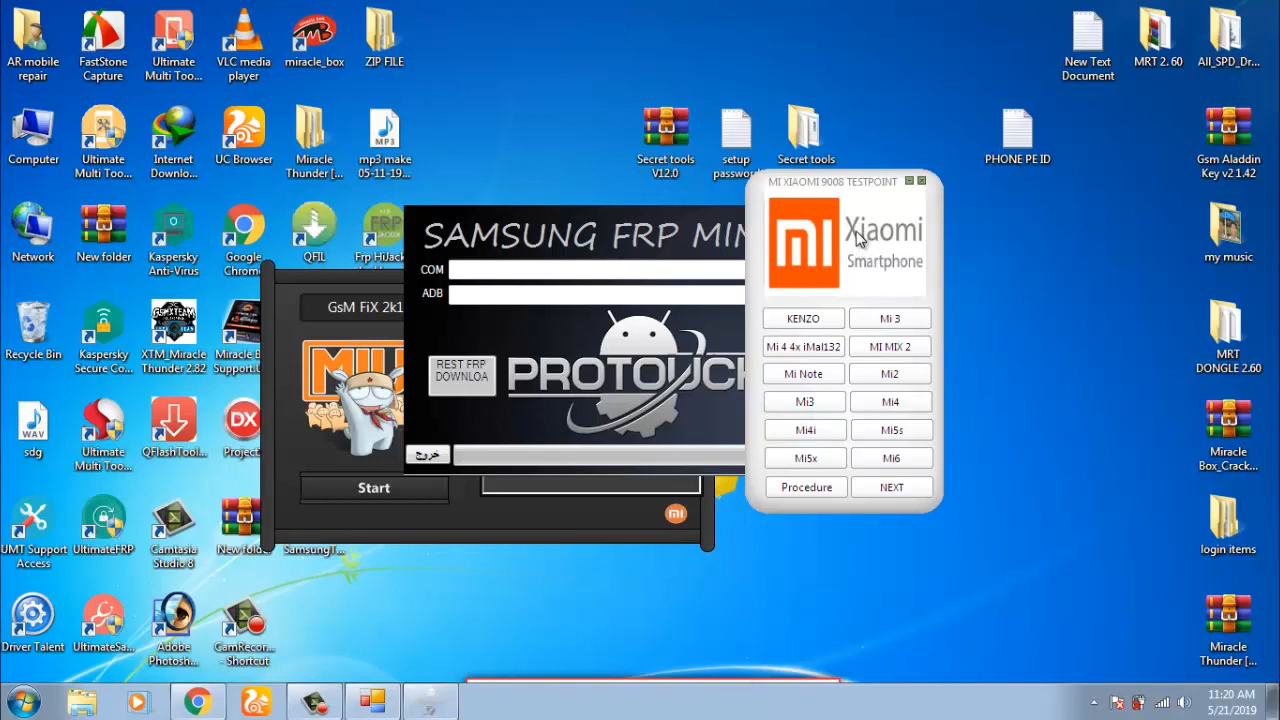 AR mobile
repair
FastStone
Capture
Ultimate
Multi Too...
VLC media
player
miracle_box
ZIP FILE
New Text
Document
MRT 2. 60
All_SPD_Dr...
Computer
Ultimate
Multi Too...
Internet
Downlo...
UC Browser
Miracle
Thunder [...
mp3 make
05-11-19...
MP3
Secret tools
V12.0
setup
passwor
Secret tools
PHONE PE ID
Gsm Aladdin
Key v2 1.42
Network
New folder
Kaspersky
Anti-Virus
Google
Chrom
QFIL
FRP
Frp HiJack
my music
Recycle Bin
Kaspersky
Secure Co...
XTM_Miracle
Thunder 2.82
Miracle B
Support.U
MRT
DONGLE 2.60
WAV
sdg
Ultimate
Multi Too...
QFlashTool...
DX
Project
Miracle
Box_Crack...
UMT Support
Access
UltimateFRP
Camtasia
Studio 8
New folde
SamsungT...
login items
Driver Talent
UltimateSa...
Adobe
Photosh...
CamRecor...
- Shortcut
Miracle
Thunder [...
GsM FiX 2k1
MIU
Start
SAMSUNG FRP MIN
COM
ADB
REST FRP
DOWNLOA
PROTOUCH
خروج
MI XIAOMI 9008 TESTPOINT
Xiaomi
Smartphone
KENZO
Mi 3
Mi 4 4x iMal132
MI MIX 2
Mi Note
Mi2
Mi3
Mi4
Mi4i
Mi5s
Mi5x
Mi6
Procedure
NEXT
11:20 AM
5/21/2019